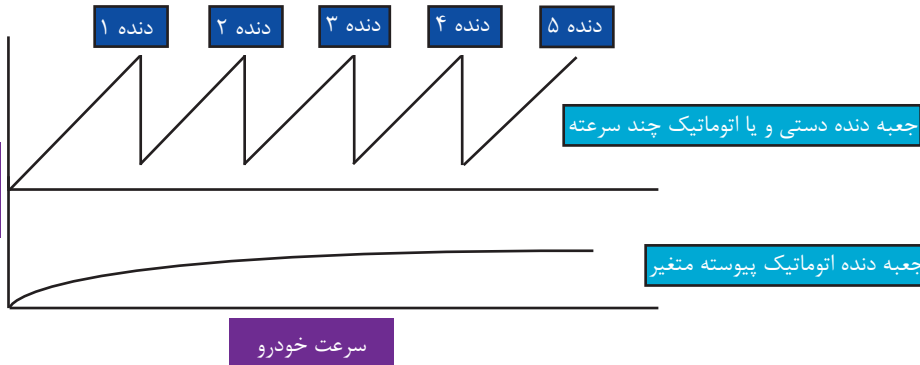 دنده ۱
دنده ۲
دنده ۳
دنده ۴
دنده ۵
جعبه دنده دستی و یا اتوماتیک چند سرعته
جعبه دنده اتوماتیک پیوسته متغیر
سرعت خودرو